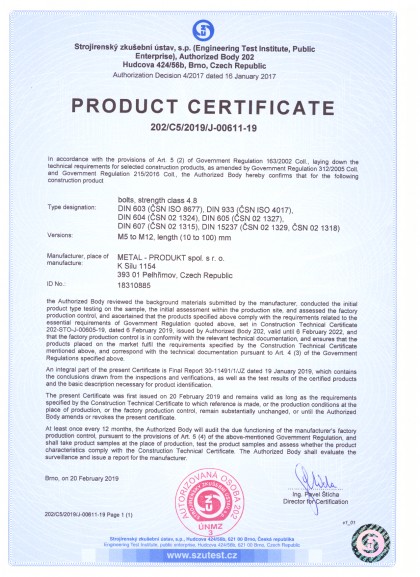 Strojírenský zkušební ústav, s.p. (Engineering Test Institute, Public
Enterprise), Authorized Body 202
Hudcova 424/56b, Brno, Czech Republic
Authorization Decision 4/2017 dated 16 January 2017
PRODUCT CERTIFICATE
202/C5/2019/J-00611-19
In accordance with the provisions of Art. 5 (2) of Government Regulation 163/2002 Coll., laying down the
technical requirements for selected construction products, as amended by Government Regulation 312/2005 Coll.
and Government Regulation 215/2016 Coll., the Authorized Body hereby confirms that for the following
construction product
bolts, strength class 4.8
Type designation: DIN 603 (ČSN ISO 8677), DIN 933 (ČSN ISO 4017),
DIN 604 (ČSN 02 1324), DIN 605 (ČSN 02 1327),
DIN 607 (ČSN 02 1315), DIN 15237 (ČSN 02 1329, ČSN 02 1318)
Versions: M5 to M12, length (10 to 100) mm
Manufacturer, place of METAL - PRODUKT spol. s r. o.
manufacture: K Silu 1154
393 01 Pelhřimov, Czech Republic
ID No.: 18310885
the Authorized Body reviewed the background materials submitted by the manufacturer, conducted the initial
product type testing on the sample, the initial assessment within the production site, and assessed the factory
production control, and ascertained that the products specified above comply with the requirements related to the
essential requirements of Government Regulation quoted above, set in Construction Technical Certificate
202-STO-J-00605-19, dated 6 February 2019, issued by Authorized Body 202, valid until 6 February 2022, and
that the factory production control is in conformity with the relevant technical documentation, and ensures that the
products placed on the market fulfil the requirements specified by the Construction Technical Certificate
mentioned above, and correspond with the technical documentation pursuant to Art. 4 (3) of the Government
Regulations specified above.
An integral part of the present Certificate is Final Report 30-11491/1/JZ dated 19 January 2019, which contains
the conclusions drawn from the inspections and verifications, as well as the test results of the certified products
and the basic description necessary for product identification.
The present Certificate was first issued on 20 February 2019 and remains valid as long as the requirements
specified by the Construction Technical Certificate to which reference is made, or the production conditions at the
place of production, or the factory production control, remain substantially unchanged, or until the Authorized
Body amends or revokes the present certificate.
At least once every 12 months, the Authorized Body will audit the due functioning of the manufacturer's factory
production control, pursuant to the provisions of Art. 5 (4) of the above-mentioned Government Regulation, and
shall take product samples at the place of production, test the product samples and assess whether the product
characteristics comply with the Construction Technical Certificate. The Authorized Body shall evaluate the
surveillance and issue a report for the manufacturer.
Brno, 20 February 2019
AUTORIZOVANÁ OSOBA 202
ÚNMZ
Ing. Pavel Šticha
Director for Certification
202/C5/2019/J-00611-19 Page 1 (1)
v1_01
Strojírenský zkušební ústav, s.p., Hudcova 424/56b, 621 00 Brno, Česká republika
Engineering Test Institute, public enterprise, Hudcova 424/56b, 621 00 Brno, Czech Republic
www.szutest.cz